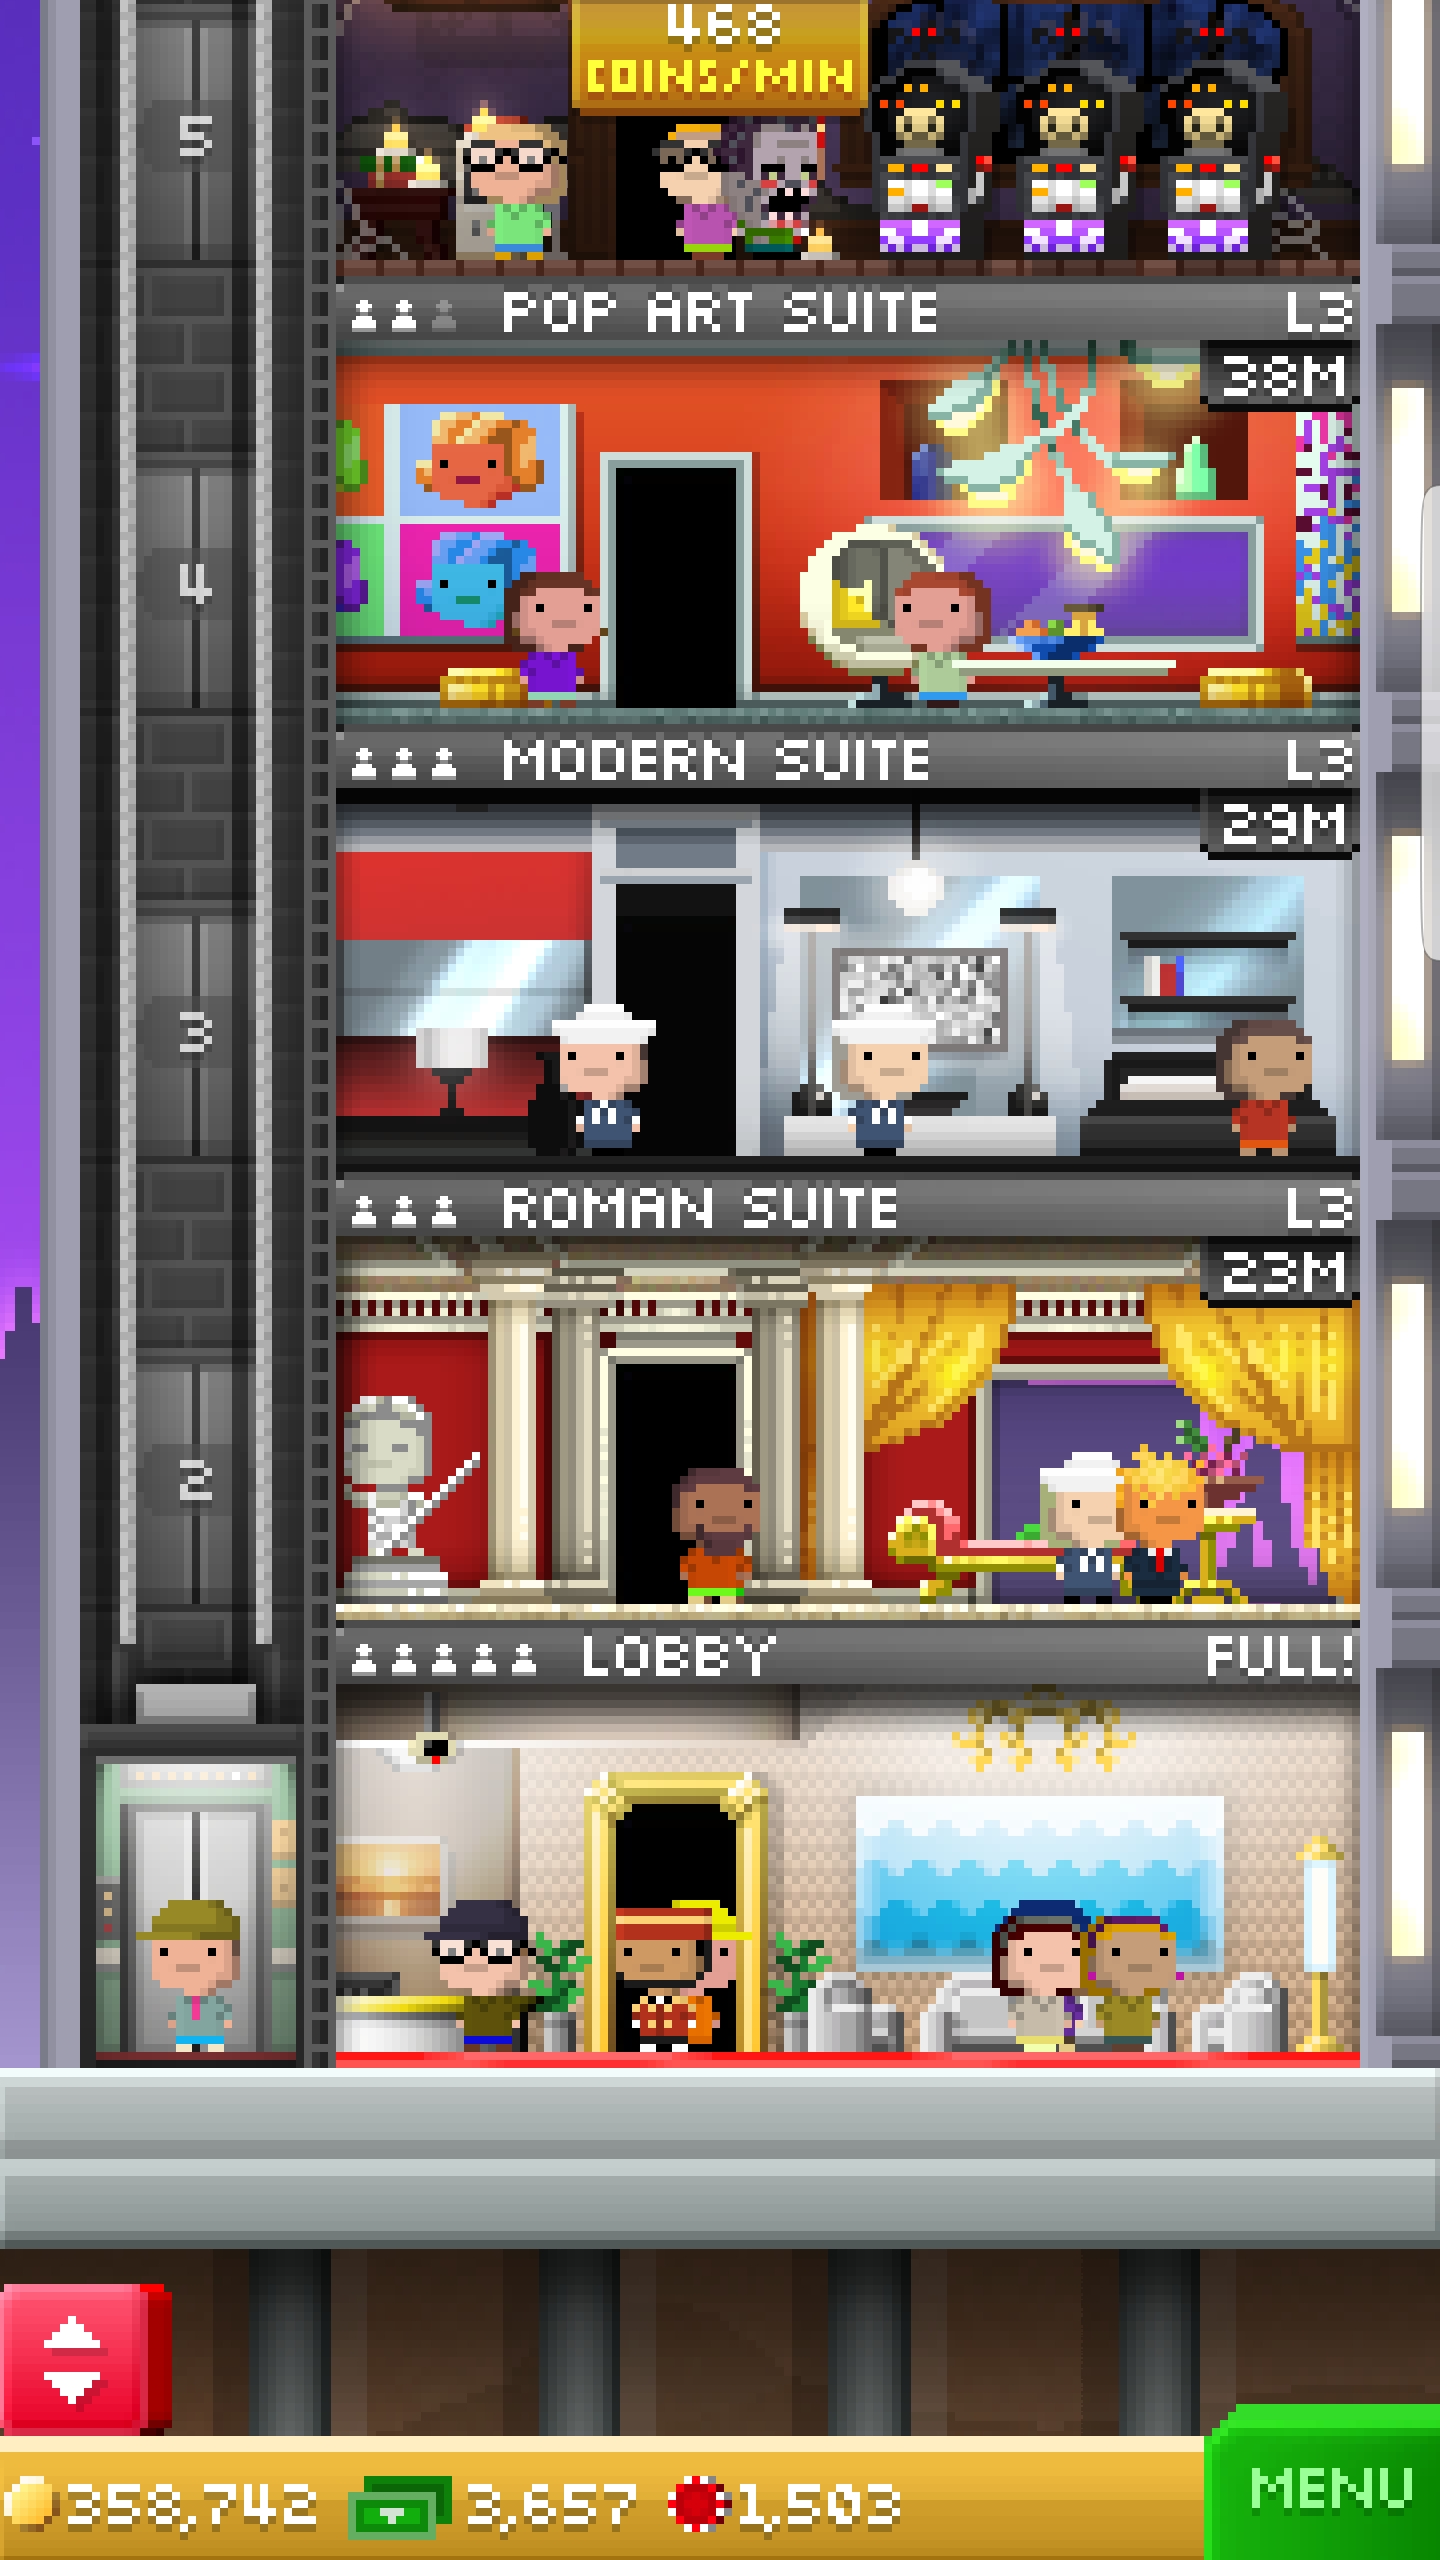 468
COINS/MIN
5
POP ART SUITE L3
38M
4
MODERN SUITE L3
29M
3
ROMAN SUITE L3
23M
2
LOBBY FULL!
MENU
358,742 3,657 1,503